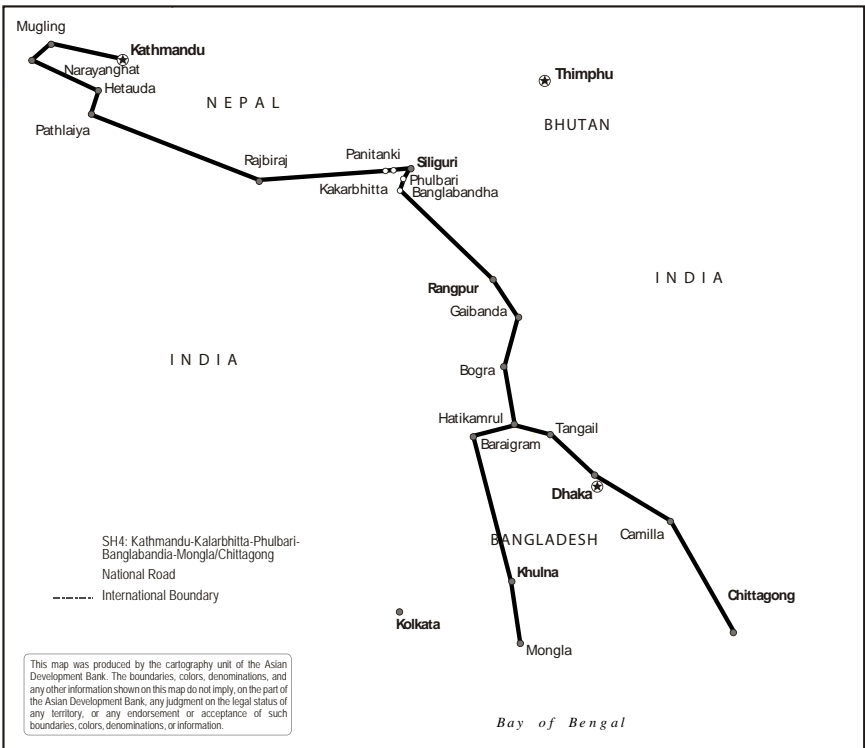 Mugling
Kathmandu
Narayanghat
Hetauda
Thimphu
NEPAL
BHUTAN
Pathlaiya
Rajbiraj
Panitanki
Siliguri
Phulbari
Kakarbhitta
Banglabandha
INDIA
Rangpur
Gaibanda
INDIA
Bogra
Hatikamrul
Tangail
Baraigram
Dhaka
Camilla
BANGLADESH
SH4: Kathmandu-Kalarbhitta-Phulbari-
Banglabandia-Mongla/Chittagong
National Road
International Boundary
Khulna
Chittagong
Kolkata
Mongla
This map was produced by the cartography unit of the Asian
Development Bank. The boundaries, colors, denominations, and
any other information shown on this map do not imply, on the part of
the Asian Development Bank, any judgment on the legal status of
any territory, or any endorsement or acceptance of such
boundaries, colors, denominations, or information.
Bay of Bengal